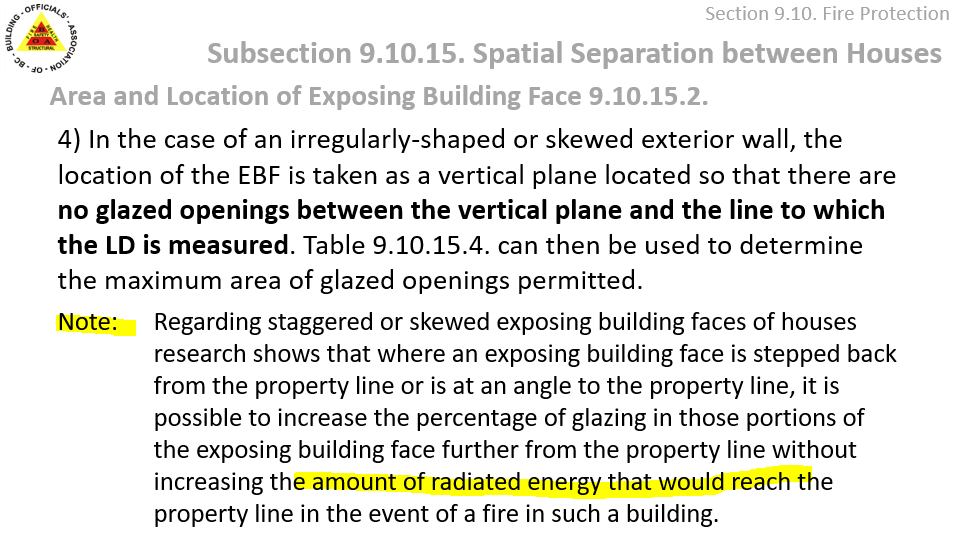 BUILDING - OFFICIALS' - ASSOCIATION - OF - BC
STRUCTURAL
Section 9.10. Fire Protection
Subsection 9.10.15. Spatial Separation between Houses
Area and Location of Exposing Building Face 9.10.15.2.
4) In the case of an irregularly-shaped or skewed exterior wall, the
location of the EBF is taken as a vertical plane located so that there are
no glazed openings between the vertical plane and the line to which
the LD is measured. Table 9.10.15.4. can then be used to determine
the maximum area of glazed openings permitted.
Note: Regarding staggered or skewed exposing building faces of houses
research shows that where an exposing building face is stepped back
from the property line or is at an angle to the property line, it is
possible to increase the percentage of glazing in those portions of
the exposing building face further from the property line without
increasing the amount of radiated energy that would reach the
property line in the event of a fire in such a building.